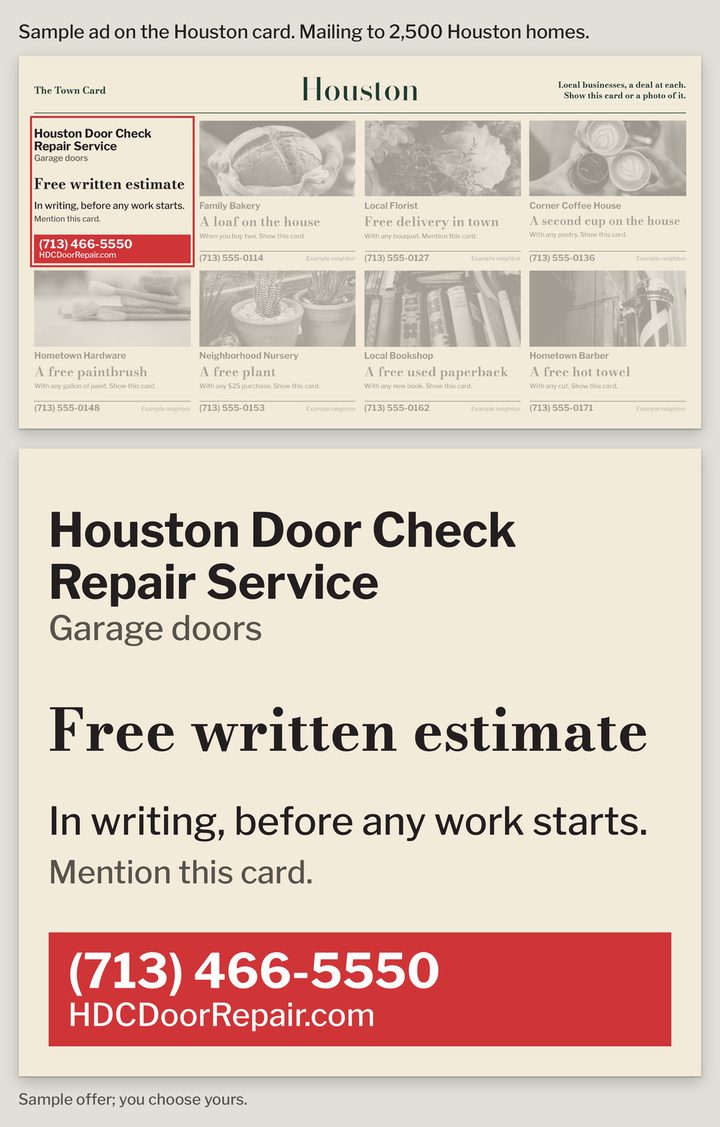 Sample ad on the Houston card. Mailing to 2,500 Houston homes.
The Town Card
Houston
Local businesses, a deal at each.
Show this card or a photo of it.
Houston Door Check
Repair Service
Garage doors
Free written estimate
In writing, before any work starts.
Mention this card.
(713) 466-5550
HDCDoorRepair.com
Family Bakery
A loaf on the house
When you buy two. Show this card.
(713) 555-0114
Example neighbor
Local Florist
Free delivery in town
With any bouquet. Mention this card.
(713) 555-0127
Example neighbor
Corner Coffee House
A second cup on the house
With any pastry. Show this card.
(713) 555-0136
Example neighbor
Hometown Hardware
A free paintbrush
With any gallon of paint. Show this card.
(713) 555-0148
Example neighbor
Neighborhood Nursery
A free plant
With any $25 purchase. Show this card.
(713) 555-0153
Example neighbor
Local Bookshop
A free used paperback
With any new book. Show this card.
(713) 555-0162
Example neighbor
Hometown Barber
A free hot towel
With any cut. Show this card.
(713) 555-0171
Example neighbor
Houston Door Check
Repair Service
Garage doors
Free written estimate
In writing, before any work starts.
Mention this card.
(713) 466-5550
HDCDoorRepair.com
Sample offer; you choose yours.